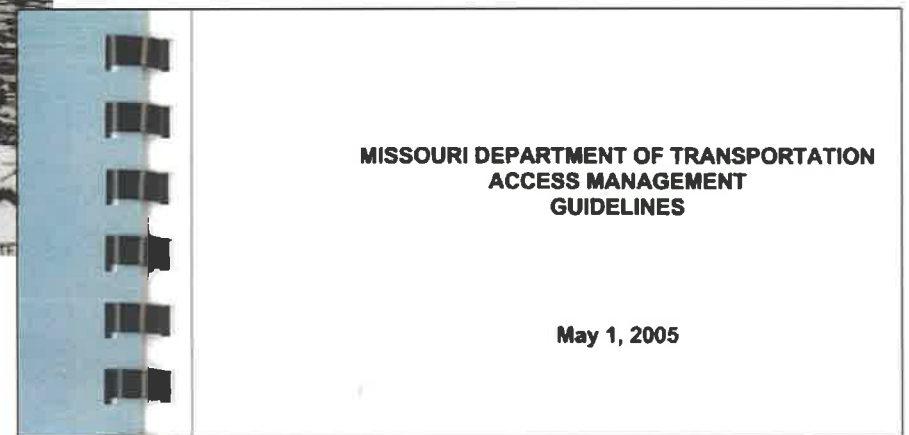 MISSOURI DEPARTMENT OF TRANSPORTATION
ACCESS MANAGEMENT
GUIDELINES
May 1, 2005